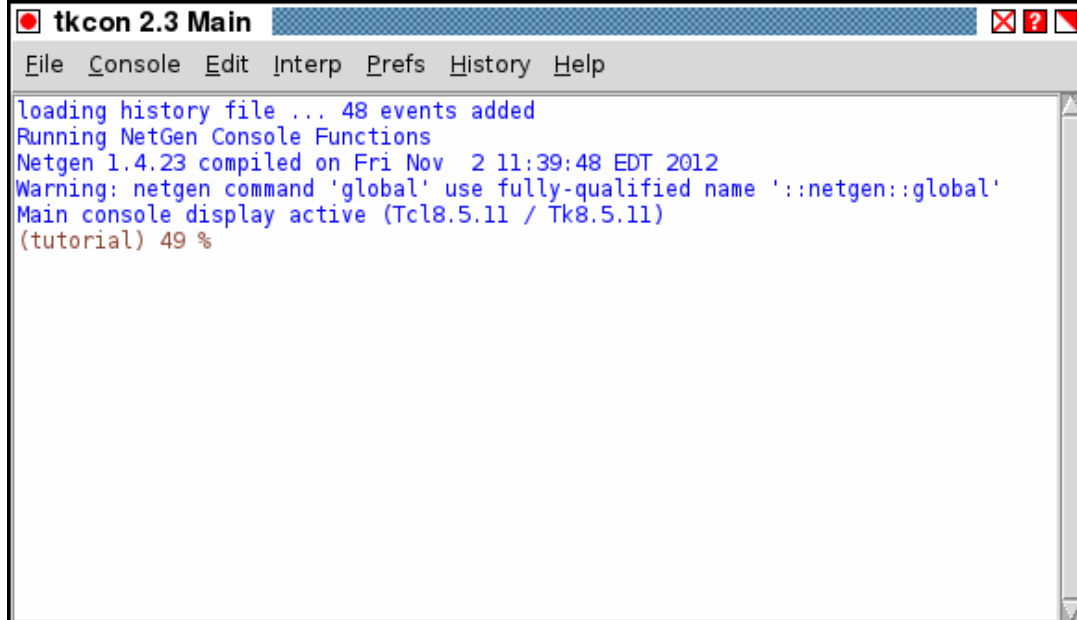 tkcon 2.3 Main
File Console Edit Interp Prefs History Help
loading history file ... 48 events added
Running NetGen Console Functions
Netgen 1.4.23 compiled on Fri Nov  2 11:39:48 EDT 2012
Warning: netgen command 'global' use fully-qualified name '::netgen::global'
Main console display active (Tcl8.5.11 / Tk8.5.11)
(tutorial) 49 %